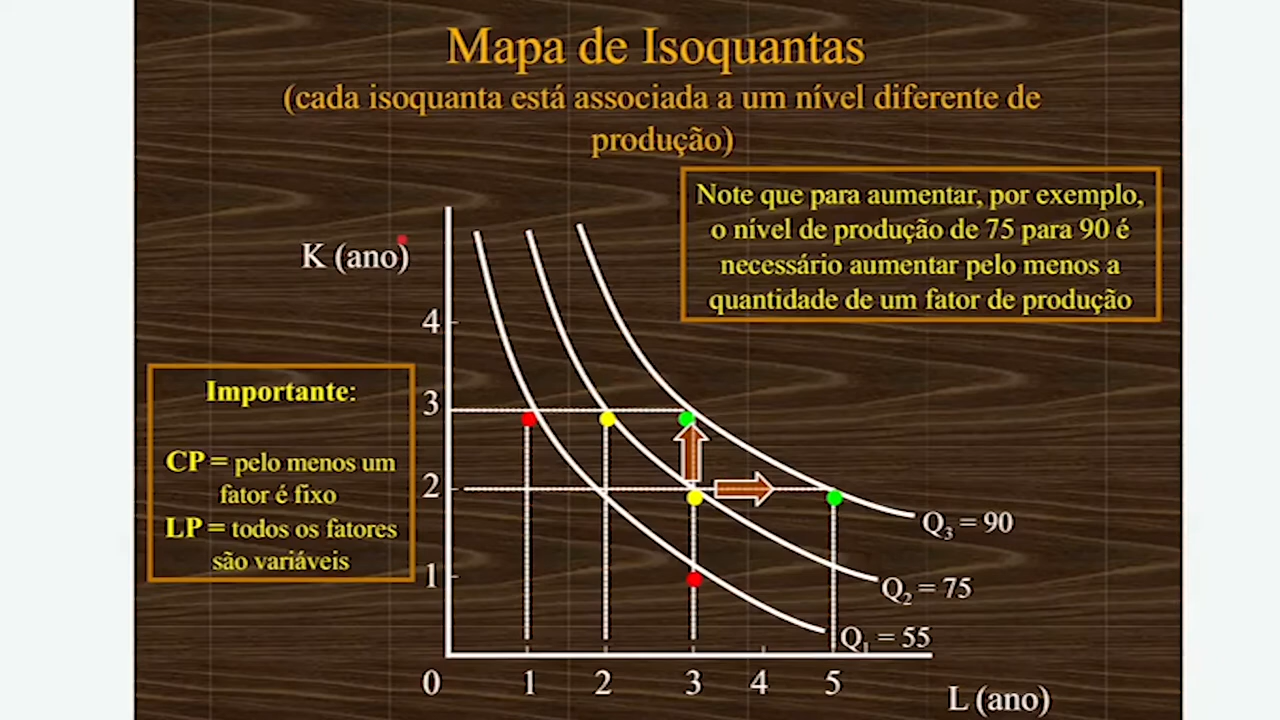 Mapa de Isoquantas
(cada isoquanta está associada a um nível diferente de
produção)
Note que para aumentar, por exemplo,
o nível de produção de 75 para 90 é
necessário aumentar pelo menos a
quantidade de um fator de produção
K (ano)
4
3
2
1
Importante:
CP = pelo menos um
fator é fixo
LP = todos os fatores
são variáveis
Q3 = 90
Q2 = 75
Q1 = 55
0 1 2 3 4 5
L (ano)